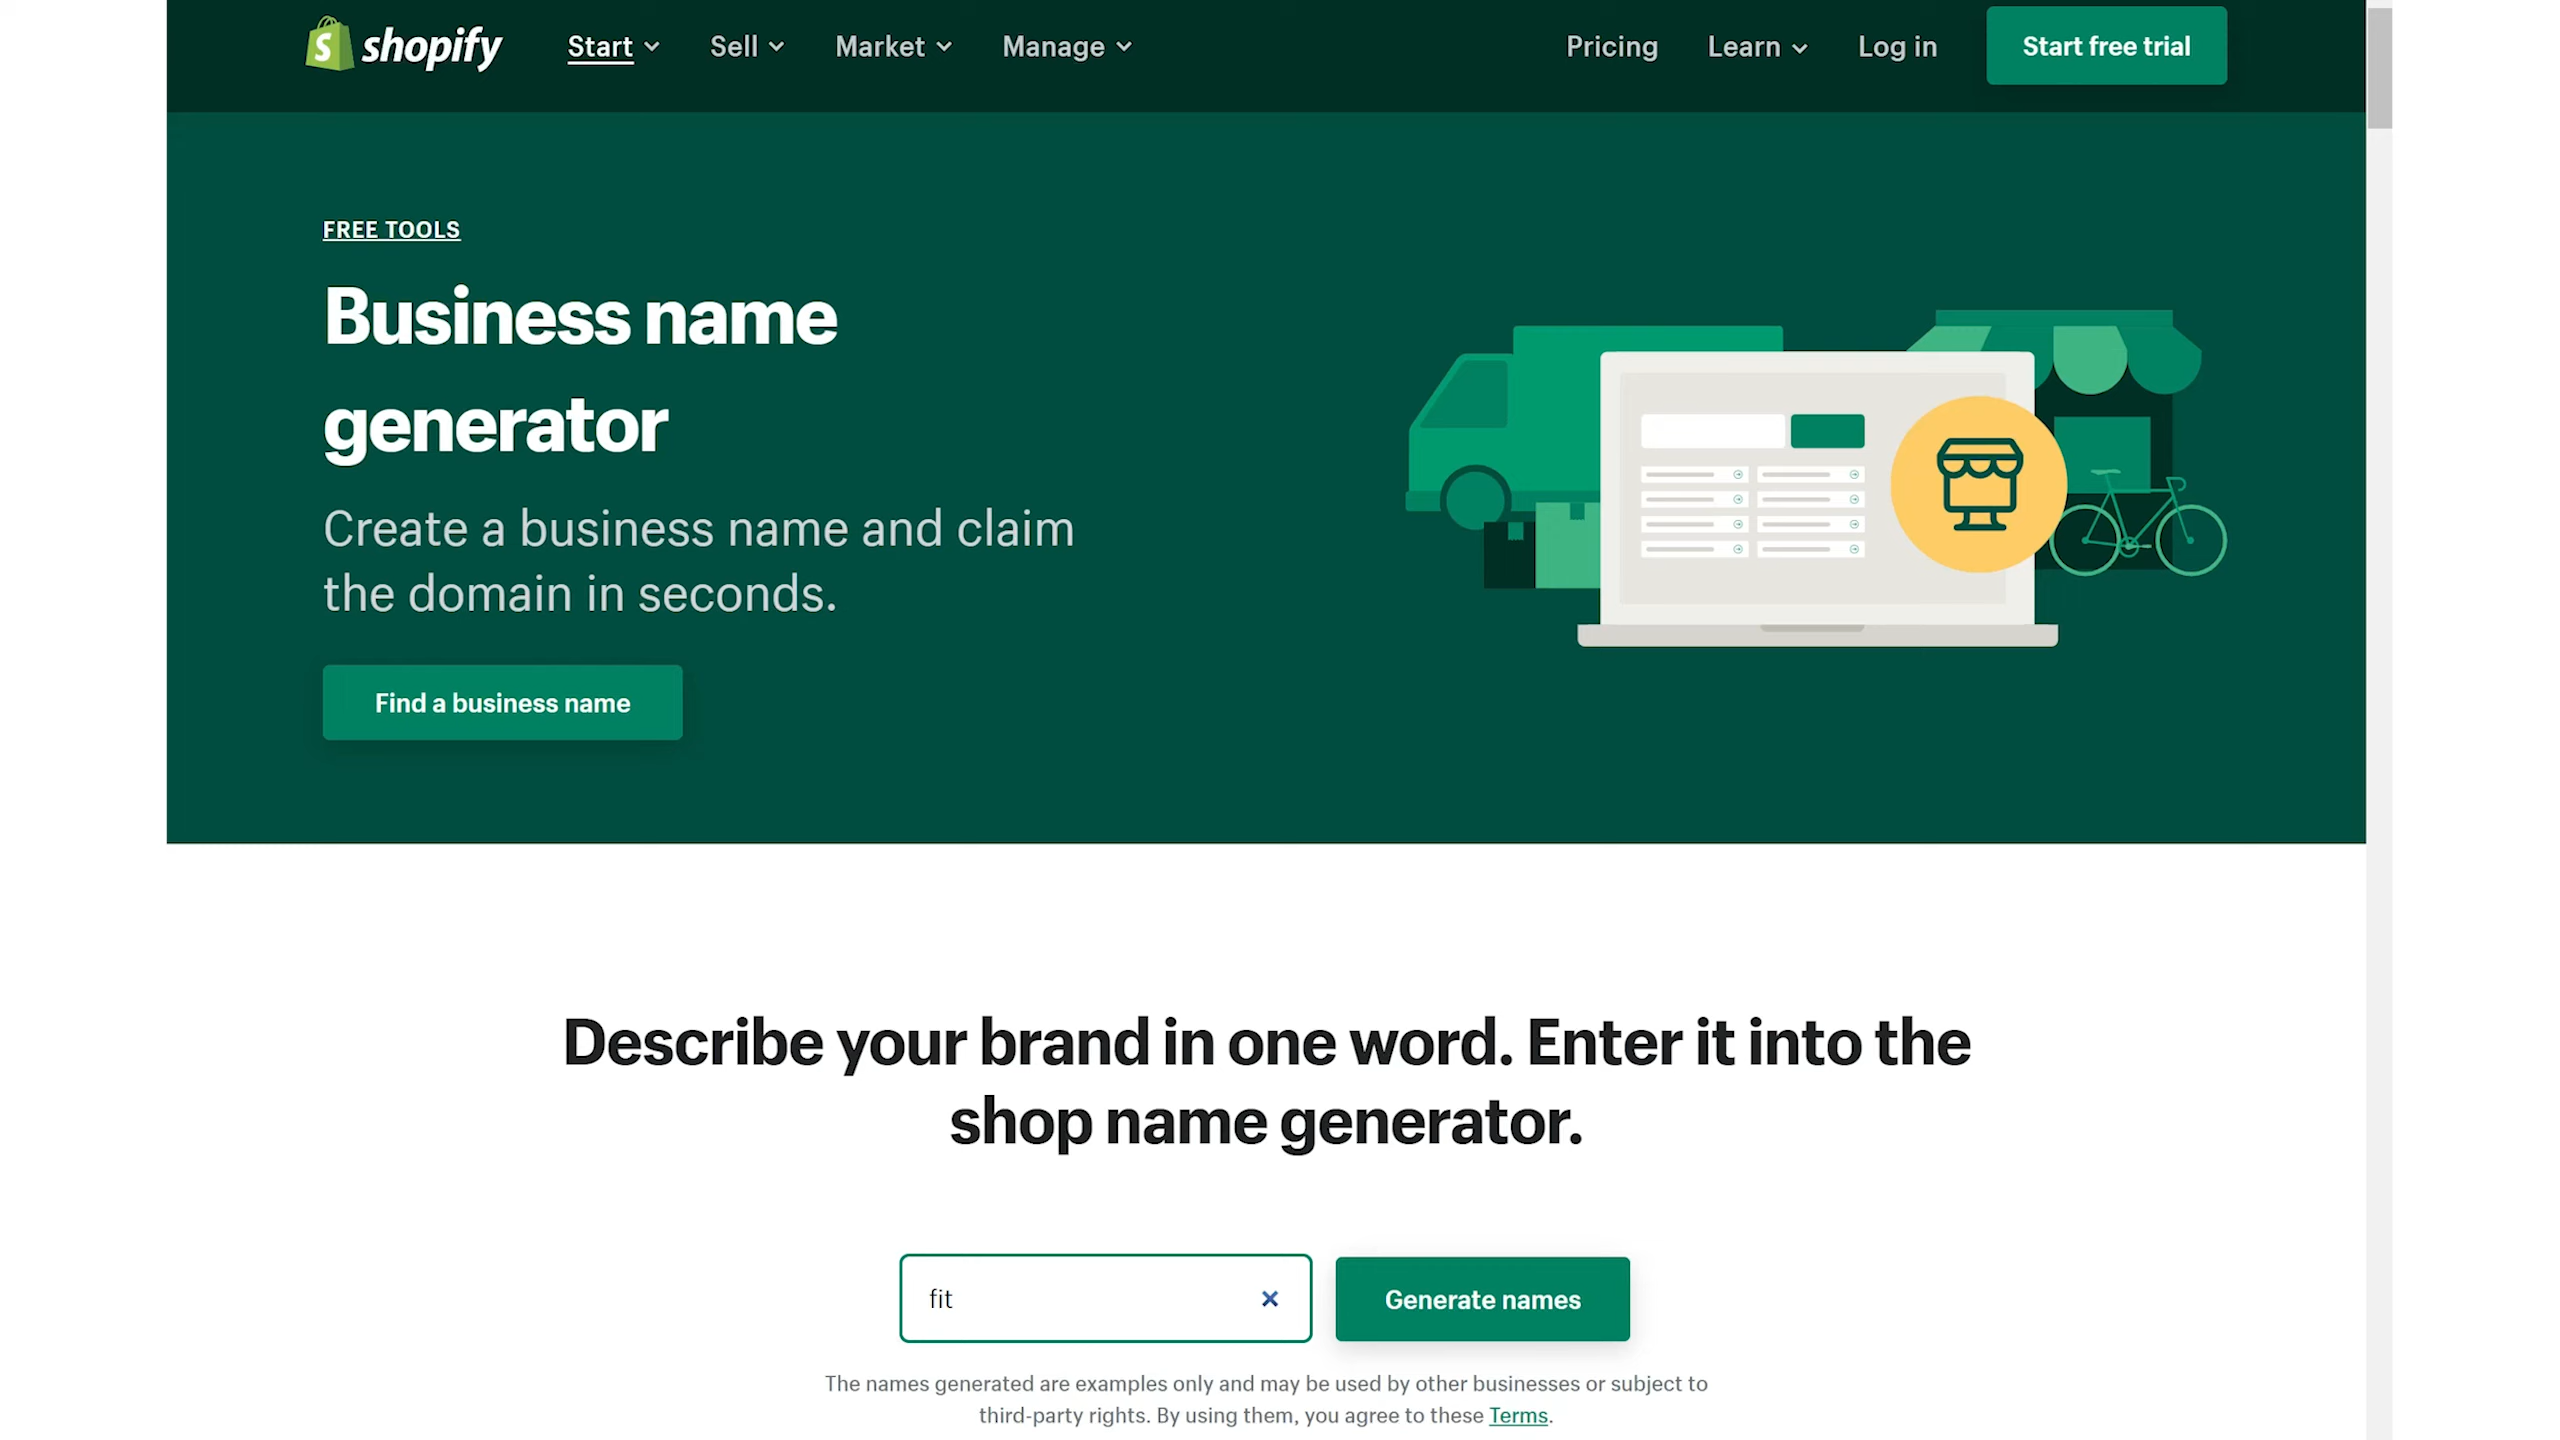 shopify Start Sell Market Manage Pricing Learn Log in Start free trial
FREE TOOLS
Business name
generator
Create a business name and claim
the domain in seconds.
Find a business name
Describe your brand in one word. Enter it into the
shop name generator.
fit Generate names
The names generated are examples only and may be used by other businesses or subject to
third-party rights. By using them, you agree to these Terms.